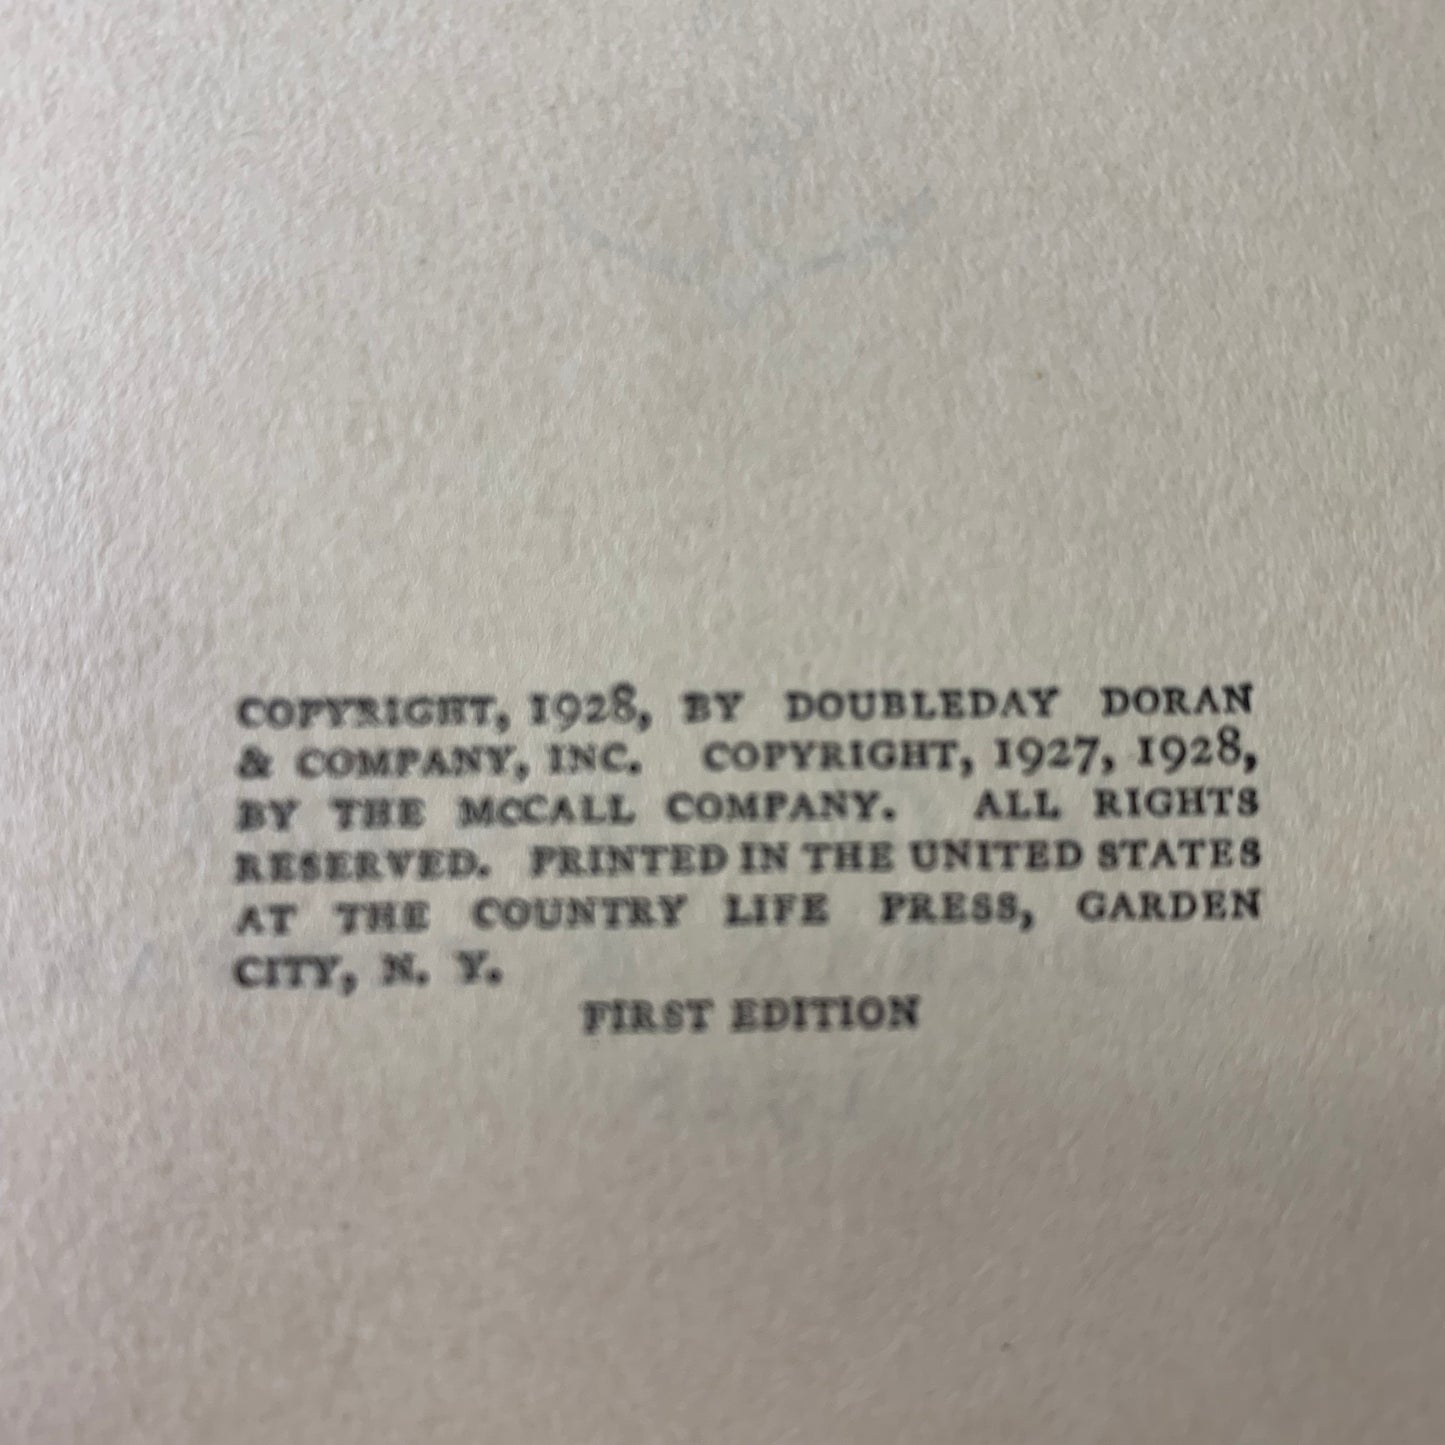 COPYRIGHT, 1928, BY DOUBLEDAY DORAN
& COMPANY, INC. COPYRIGHT, 1927, 1928,
BY THE MCCALL COMPANY. ALL RIGHTS
RESERVED. PRINTED IN THE UNITED STATES
AT THE COUNTRY LIFE PRESS, GARDEN
CITY, N. Y.
FIRST EDITION